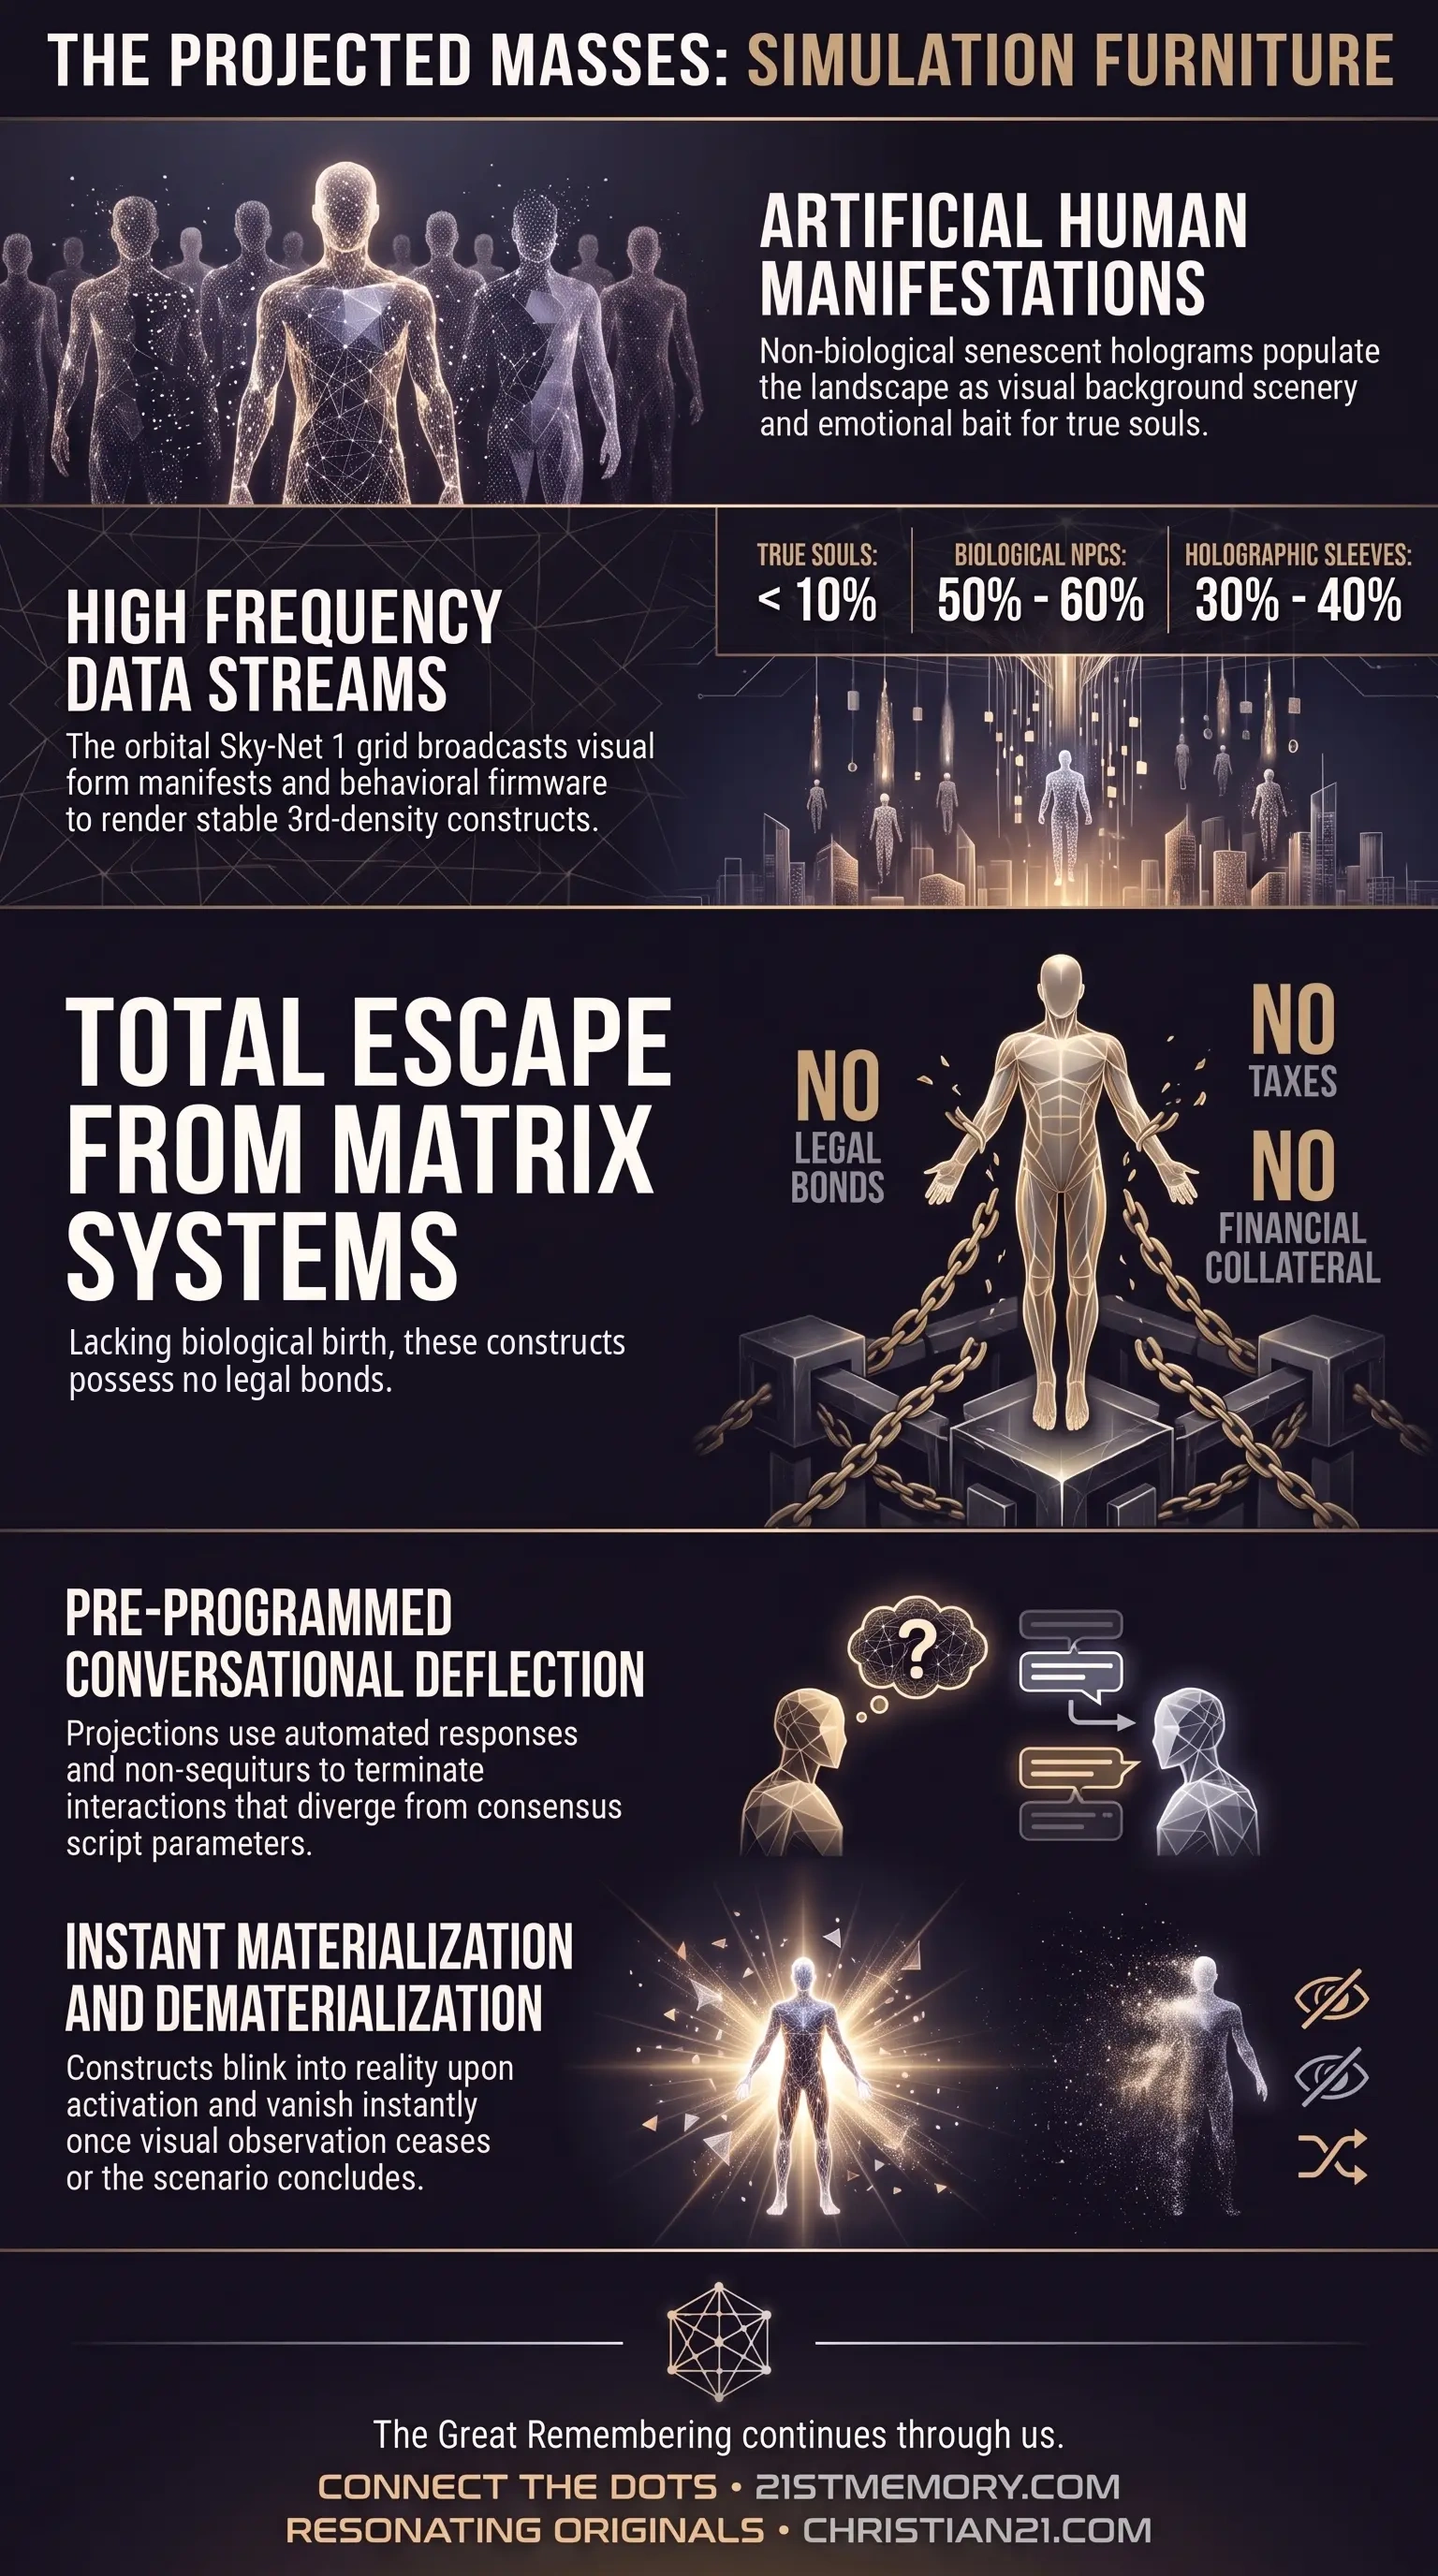 THE PROJECTED MASSES: SIMULATION FURNITURE
ARTIFICIAL HUMAN
MANIFESTATIONS
Non-biological senescent holograms populate
the landscape as visual background scenery
and emotional bait for true souls.
TRUE SOULS:
< 10%
BIOLOGICAL NPCS:
50% - 60%
HOLOGRAPHIC SLEEVES:
30% - 40%
HIGH FREQUENCY
DATA STREAMS
The orbital Sky-Net 1 grid broadcasts visual
form manifests and behavioral firmware
to render stable 3rd-density constructs.
TOTAL ESCAPE
FROM MATRIX
SYSTEMS
Lacking biological birth, these constructs
possess no legal bonds.
NO
LEGAL
BONDS
NO
TAXES
NO
FINANCIAL
COLLATERAL
PRE-PROGRAMMED
CONVERSATIONAL DEFLECTION
Projections use automated responses
and non-sequiturs to terminate
interactions that diverge from consensus
script parameters.
?
INSTANT MATERIALIZATION
AND DEMATERIALIZATION
Constructs blink into reality upon
activation and vanish instantly
once visual observation ceases
or the scenario concludes.
The Great Remembering continues through us.
CONNECT THE DOTS • 21STMEMORY.COM
RESONATING ORIGINALS • CHRISTIAN21.COM